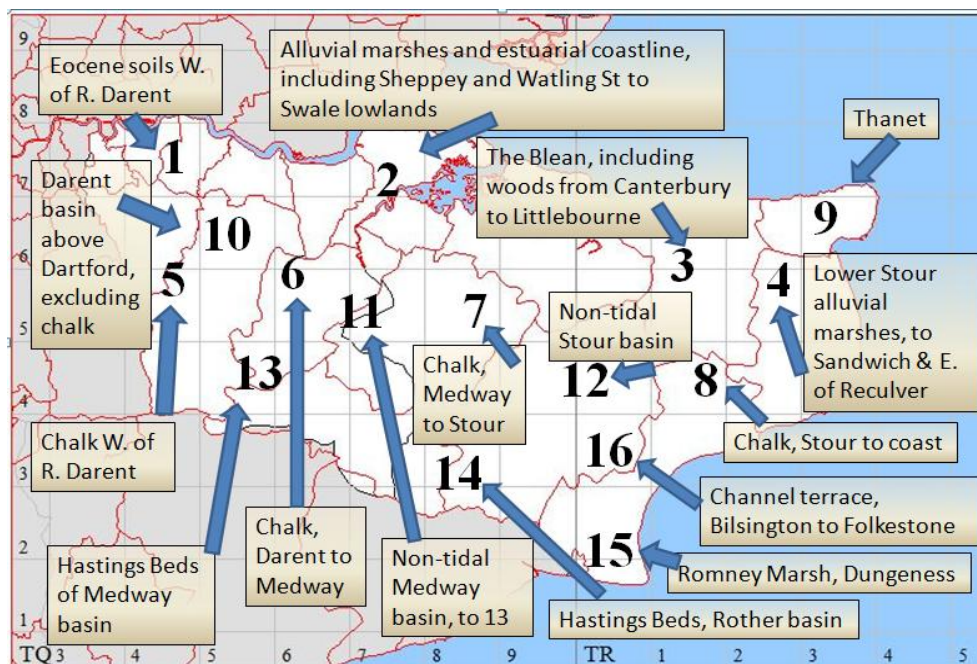 Eocene soils W.
of R. Darent
Alluvial marshes and estuarial coastline,
including Sheppey and Watling St to
Swale lowlands
Thanet
Darent
basin
above
Dartford,
excluding
chalk
The Blean, including
woods from Canterbury
to Littlebourne
Lower Stour
alluvial
marshes, to
Sandwich & E.
of Reculver
Non-tidal
Stour basin
Chalk,
Medway
to Stour
Chalk W. of
R. Darent
Chalk, Stour to coast
Channel terrace,
Bilsington to Folkestone
Hastings Beds
of Medway
basin
Chalk,
Darent to
Medway
Non-tidal
Medway
basin, to 13
Romney Marsh, Dungeness
Hastings Beds, Rother basin
1
2
10
9
5
6
3
4
11
7
13
12
8
14
16
15
9
8
7
6
5
4
3
2
1
TQ 3 4 5 6 7 8 9 TR 1 2 3 4 5